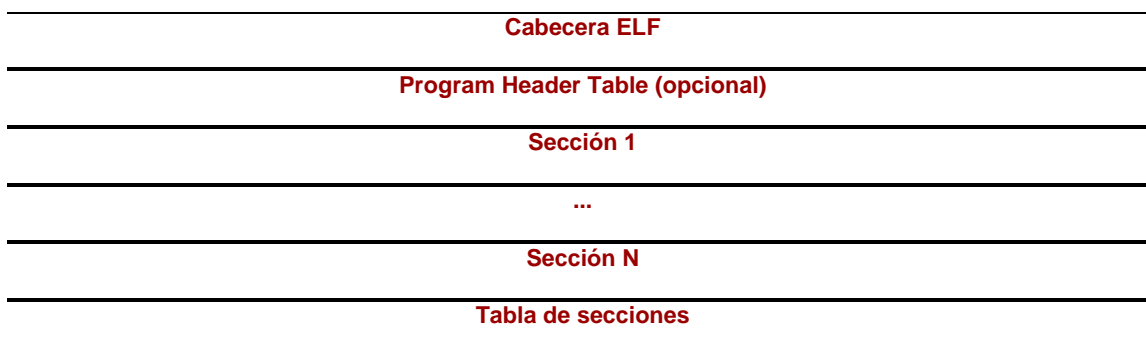 Cabecera ELF
Program Header Table (opcional)
Sección 1
...
Sección N
Tabla de secciones